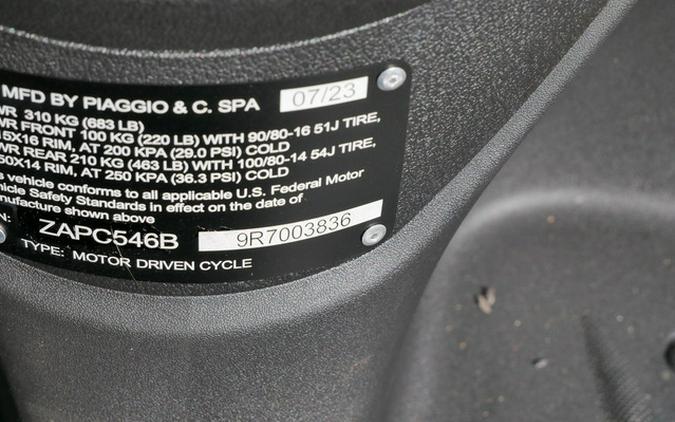 MFD BY PIAGGIO & C. SPA 07/23
WR 310 KG (683 LB)
WR FRONT 100 KG (220 LB) WITH 90/80-16 51J TIRE,
15X16 RIM, AT 200 KPA (29.0 PSI) COLD
WR REAR 210 KG (463 LB) WITH 100/80-14 54J TIRE,
50X14 RIM, AT 250 KPA (36.3 PSI) COLD
s vehicle conforms to all applicable U.S. Federal Motor
hicle Safety Standards in effect on the date of
nufacture shown above
N: ZAPC546B 9R7003836
TYPE: MOTOR DRIVEN CYCLE